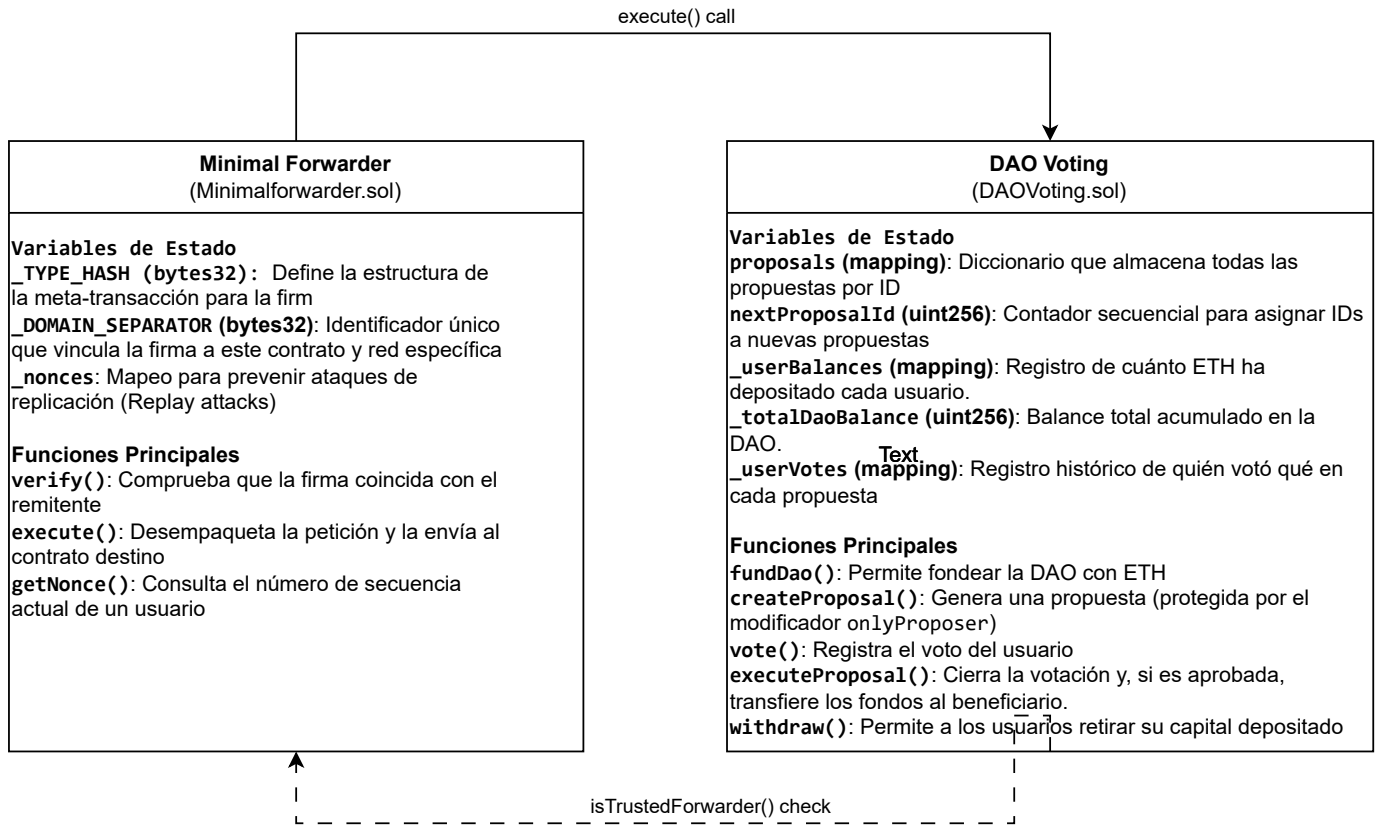 execute() call
Minimal Forwarder
(Minimalforwarder.sol)
Variables de Estado
_TYPE_HASH (bytes32): Define la estructura de
la meta-transacción para la firm
_DOMAIN_SEPARATOR (bytes32): Identificador único
que vincula la firma a este contrato y red específica
_nonces: Mapeo para prevenir ataques de
replicación (Replay attacks)
Funciones Principales
verify(): Comprueba que la firma coincida con el
remitente
execute(): Desempaqueta la petición y la envía al
contrato destino
getNonce(): Consulta el número de secuencia
actual de un usuario
DAO Voting
(DAOVoting.sol)
Variables de Estado
proposals (mapping): Diccionario que almacena todas las
propuestas por ID
nextProposalId (uint256): Contador secuencial para asignar IDs
a nuevas propuestas
_userBalances (mapping): Registro de cuánto ETH ha
depositado cada usuario.
_totalDaoBalance (uint256): Balance total acumulado en la
DAO.
Text
_userVotes (mapping): Registro histórico de quién votó qué en
cada propuesta
Funciones Principales
fundDao(): Permite fondear la DAO con ETH
createProposal(): Genera una propuesta (protegida por el
modificador onlyProposer)
vote(): Registra el voto del usuario
executeProposal(): Cierra la votación y, si es aprobada,
transfiere los fondos al beneficiario.
withdraw(): Permite a los usuarios retirar su capital depositado
isTrustedForwarder() check